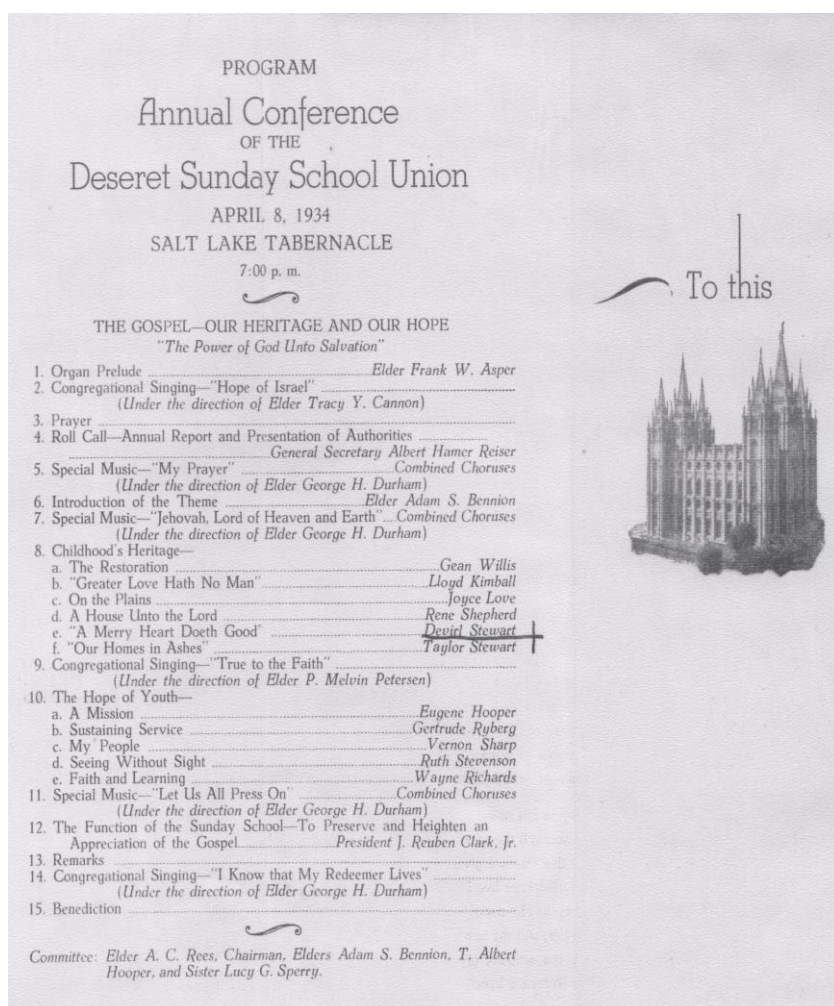 PROGRAM
Annual Conference
OF THE
Deseret Sunday School Union
APRIL 8, 1934
SALT LAKE TABERNACLE
7:00 p. m.
THE GOSPEL—OUR HERITAGE AND OUR HOPE
"The Power of God Unto Salvation"
1. Organ Prelude Elder Frank W. Asper
2. Congregational Singing—"Hope of Israel"
(Under the direction of Elder Tracy Y. Cannon)
3. Prayer
4. Roll Call—Annual Report and Presentation of Authorities
General Secretary Albert Hamer Reiser
5. Special Music—"My Prayer" Combined Choruses
(Under the direction of Elder George H. Durham)
6. Introduction of the Theme Elder Adam S. Bennion
7. Special Music—"Jehovah, Lord of Heaven and Earth" Combined Choruses
(Under the direction of Elder George H. Durham)
8. Childhood's Heritage—
a. The Restoration Gean Willis
b. "Greater Love Hath No Man" Lloyd Kimball
c. On the Plains Joyce Love
d. A House Unto the Lord Rene Shepherd
e. "A Merry Heart Doeth Good" Devirl Stewart
f. "Our Homes in Ashes" Taylor Stewart
9. Congregational Singing—"True to the Faith"
(Under the direction of Elder P. Melvin Petersen)
10. The Hope of Youth—
a. A Mission Eugene Hooper
b. Sustaining Service Gertrude Ryberg
c. My People Vernon Sharp
d. Seeing Without Sight Ruth Stevenson
e. Faith and Learning Wayne Richards
11. Special Music—"Let Us All Press On" Combined Choruses
(Under the direction of Elder George H. Durham)
12. The Function of the Sunday School—To Preserve and Heighten an
Appreciation of the Gospel President J. Reuben Clark, Jr.
13. Remarks
14. Congregational Singing—"I Know that My Redeemer Lives"
(Under the direction of Elder George H. Durham)
15. Benediction
Committee: Elder A. C. Rees, Chairman, Elders Adam S. Bennion, T. Albert
Hooper, and Sister Lucy G. Sperry.
To this